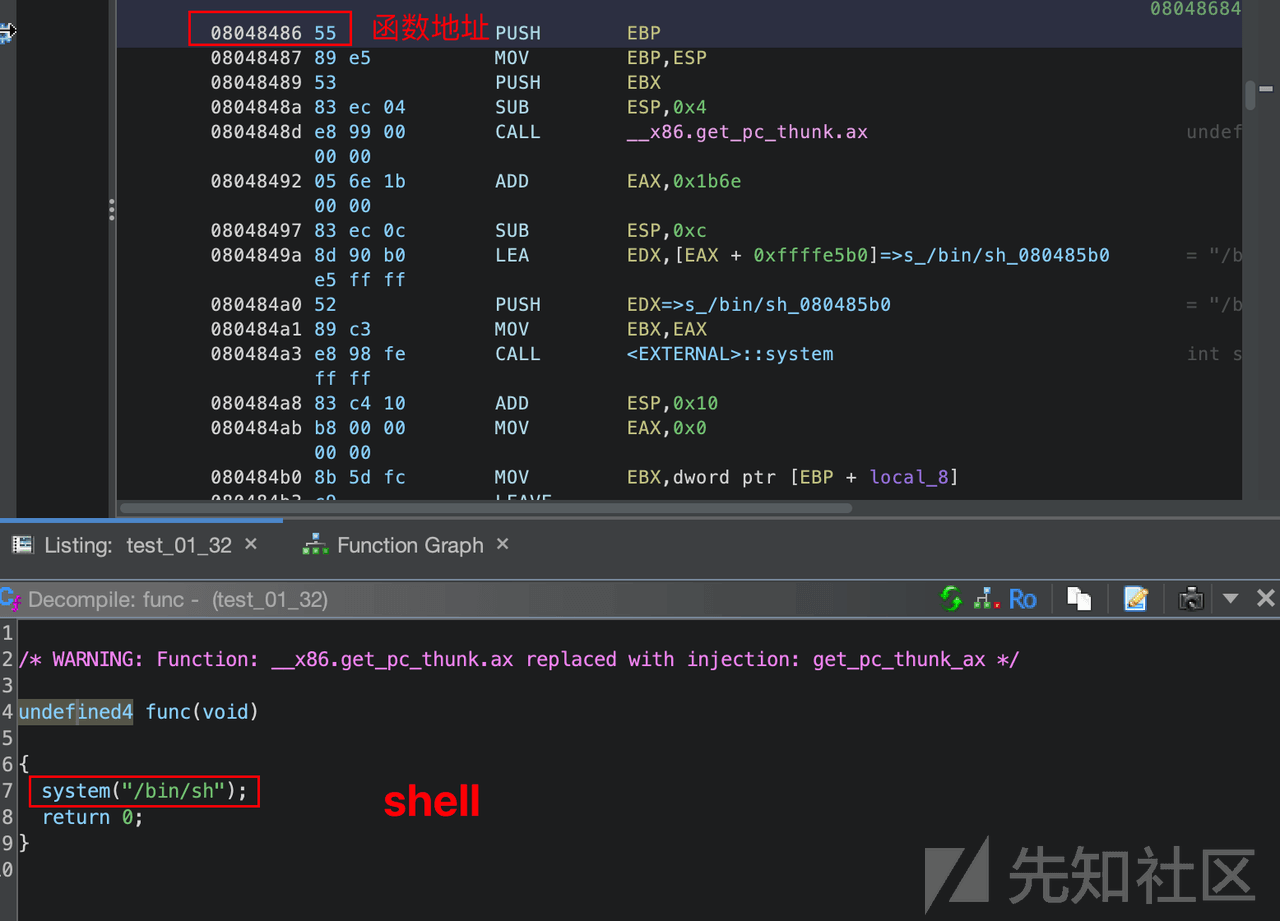 08048684
08048486 55 函数地址 PUSH EBP
08048487 89 e5 MOV EBP,ESP
08048489 53 PUSH EBX
0804848a 83 ec 04 SUB ESP,0x4
0804848d e8 99 00 CALL __x86.get_pc_thunk.ax undef
00 00
08048492 05 6e 1b ADD EAX,0x1b6e
00 00
08048497 83 ec 0c SUB ESP,0xc
0804849a 8d 90 b0 LEA EDX,[EAX + 0xffffe5b0]=>s_/bin/sh_080485b0 = "/b
e5 ff ff
080484a0 52 PUSH EDX=>s_/bin/sh_080485b0 = "/b
080484a1 89 c3 MOV EBX,EAX
080484a3 e8 98 fe CALL <EXTERNAL>::system int s
ff ff
080484a8 83 c4 10 ADD ESP,0x10
080484ab b8 00 00 MOV EAX,0x0
00 00
080484b0 8b 5d fc MOV EBX,dword ptr [EBP + local_8]
080484b3 c9 LEAVE
Listing: test_01_32 × Function Graph ×
Decompile: func - (test_01_32) Ro
1
2 /* WARNING: Function: __x86.get_pc_thunk.ax replaced with injection: get_pc_thunk_ax */
3
4 undefined4 func(void)
5
6 {
7 system("/bin/sh");
shell
8 return 0;
9 }
0
先知社区